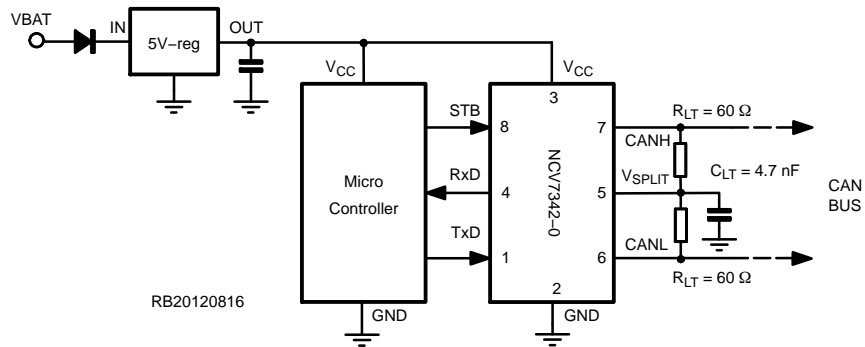 VBAT
IN
5V-reg
OUT
VCC
VCC
3
STB
8
7
RLT = 60 Ω
CANH
NCV7342-0
Micro
Controller
RxD
4
VSPLIT
5
CLT = 4.7 nF
CAN
BUS
TxD
1
CANL
6
RLT = 60 Ω
2
RB20120816
GND
GND